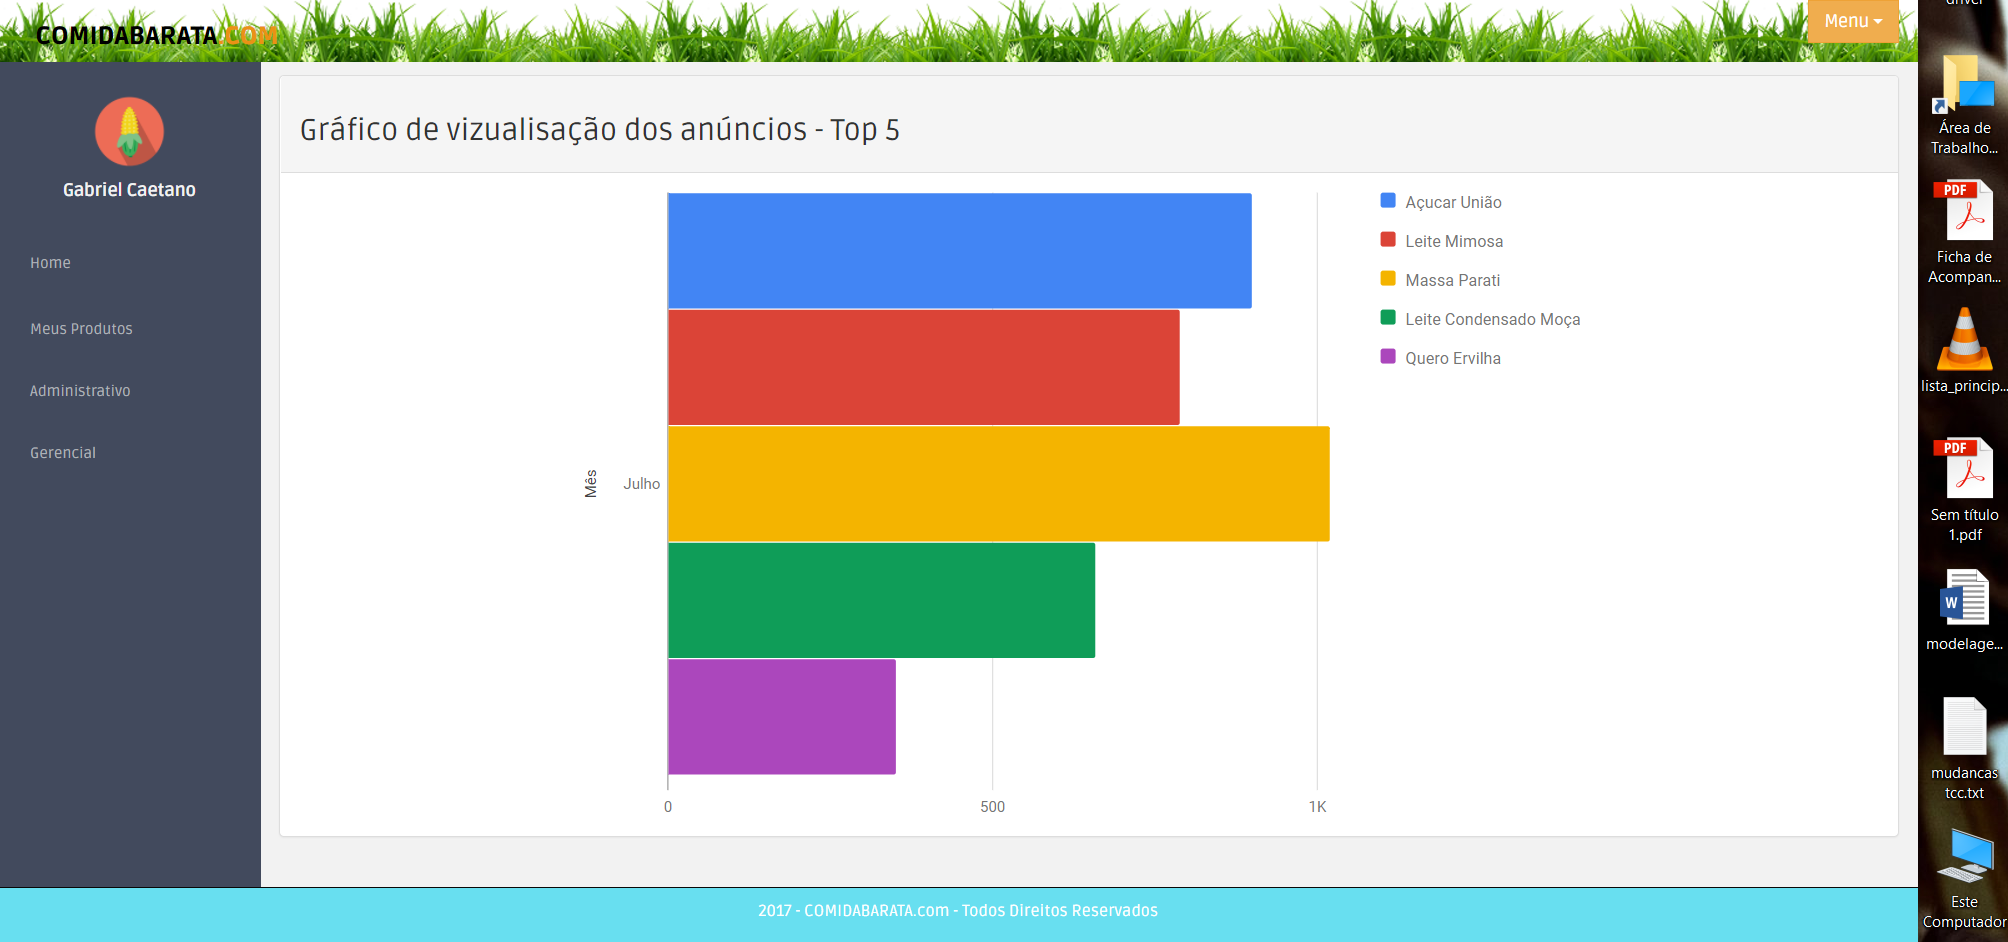 COMIDABARATA.COM
Menu
Gabriel Caetano
Home
Meus Produtos
Administrativo
Gerencial
Gráfico de vizualisação dos anúncios - Top 5
Açucar União
Leite Mimosa
Massa Parati
Leite Condensado Moça
Quero Ervilha
Mês
Julho
0
500
1K
2017 - COMIDABARATA.com - Todos Direitos Reservados
driver
Área de
Trabalho...
PDF
Ficha de
Acompan...
lista_princip...
PDF
Sem título
1.pdf
W
modelage...
mudancas
tcc.txt
Este
Computador